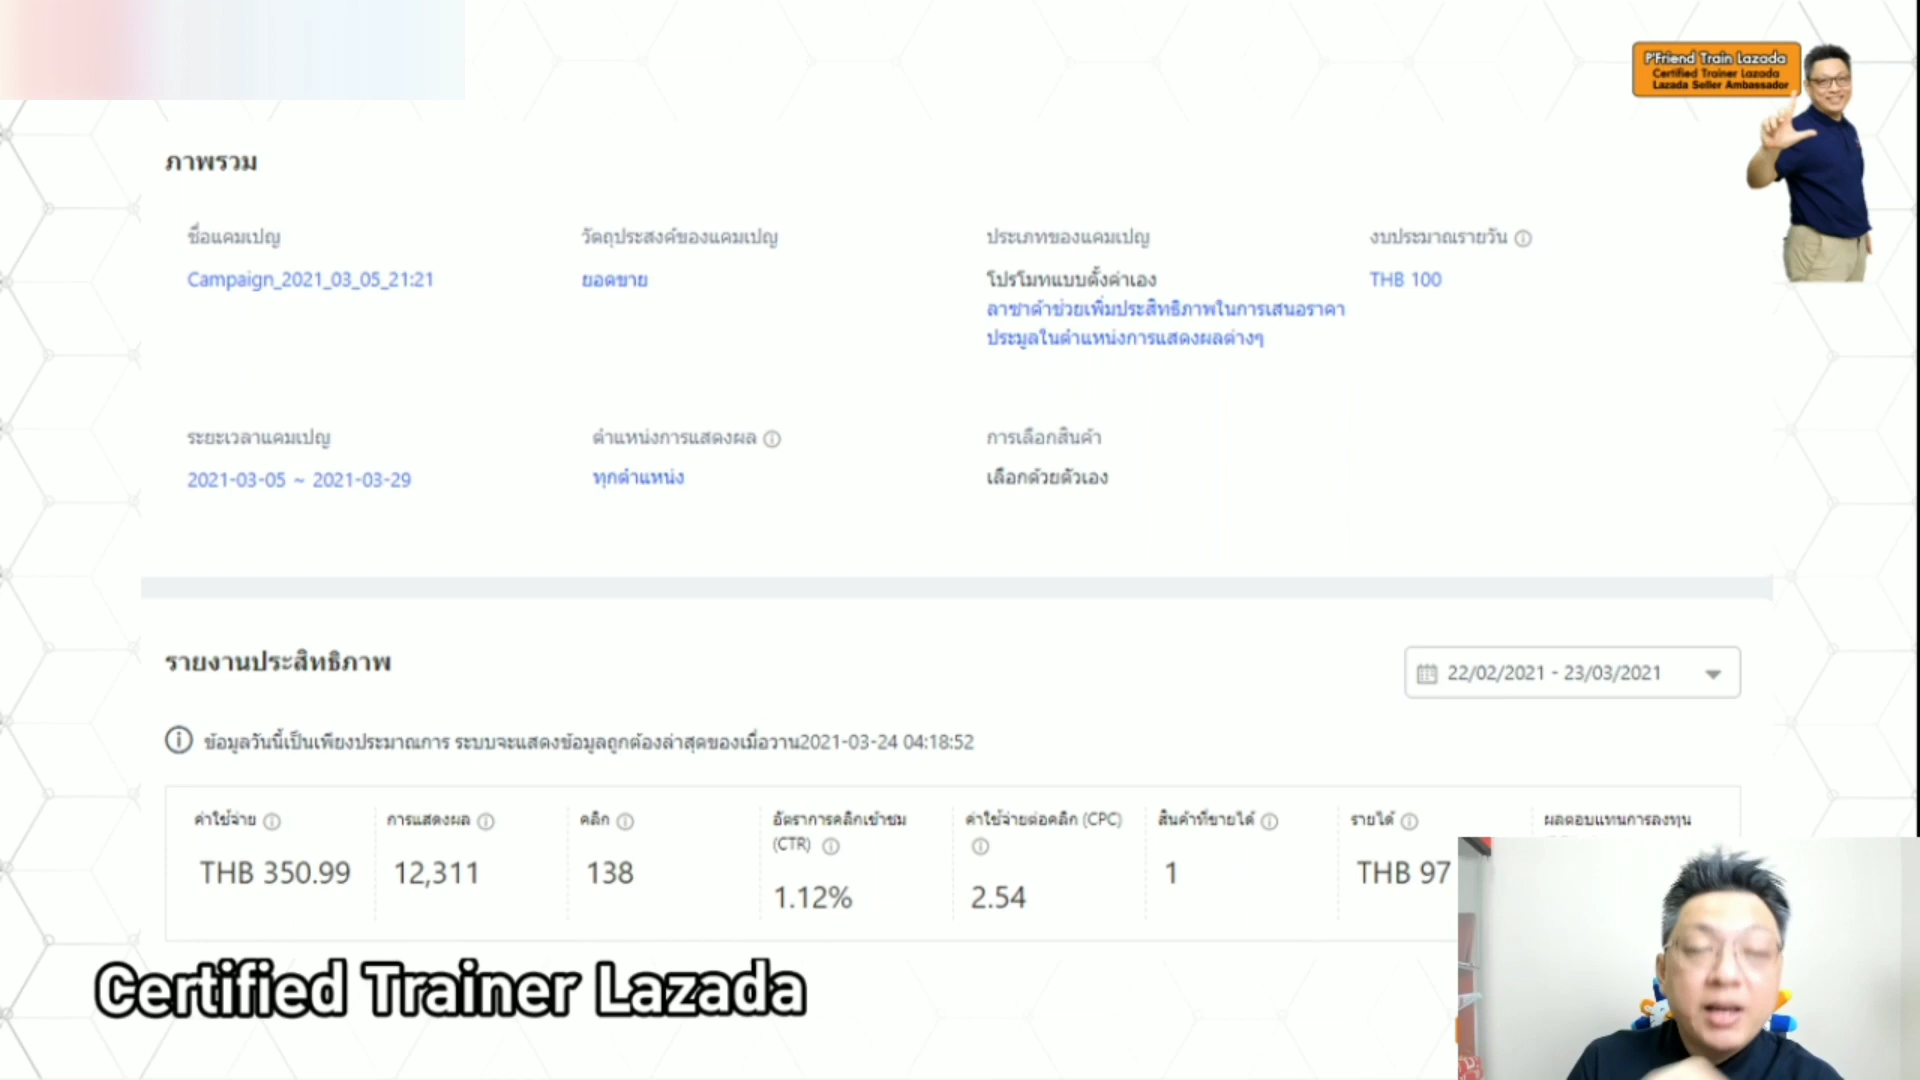 P'Friend Train Lazada
Certified Trainer Lazada
Lazada Seller Ambassador
ภาพรวม
ชื่อแคมเปญ
วัตถุประสงค์ของแคมเปญ
ประเภทของแคมเปญ
งบประมาณรายวัน
Campaign_2021_03_05_21:21
ยอดขาย
โปรโมทแบบตั้งค่าเอง
THB 100
ลาซาด้าช่วยเพิ่มประสิทธิภาพในการเสนอราคา
ประมูลในตำแหน่งการแสดงผลต่างๆ
ระยะเวลาแคมเปญ
ตำแหน่งการแสดงผล
การเลือกสินค้า
2021-03-05 ~ 2021-03-29
ทุกตำแหน่ง
เลือกด้วยตัวเอง
รายงานประสิทธิภาพ
22/02/2021 - 23/03/2021
ข้อมูลวันนี้เป็นเพียงประมาณการ ระบบจะแสดงข้อมูลถูกต้องล่าสุดของเมื่อวาน2021-03-24 04:18:52
ค่าใช้จ่าย
การแสดงผล
คลิก
อัตราการคลิกเข้าชม
(CTR)
ค่าใช้จ่ายต่อคลิก (CPC)
สินค้าที่ขายได้
รายได้
ผลตอบแทนการลงทุน
THB 350.99
12,311
138
1.12%
2.54
1
THB 97
Certified Trainer Lazada